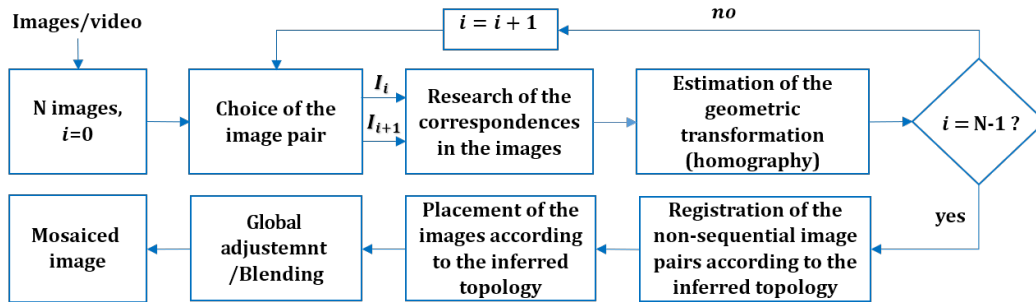 Images/video
i = i + 1
no
N images,
i=0
Choice of the
image pair
I_i
I_{i+1}
Research of the
correspondences
in the images
Estimation of the
geometric
transformation
(homography)
i = N-1 ?
yes
Mosaiced
image
Global
adjustemnt
/Blending
Placement of the
images according
to the inferred
topology
Registration of the
non-sequential image
pairs according to the
inferred topology